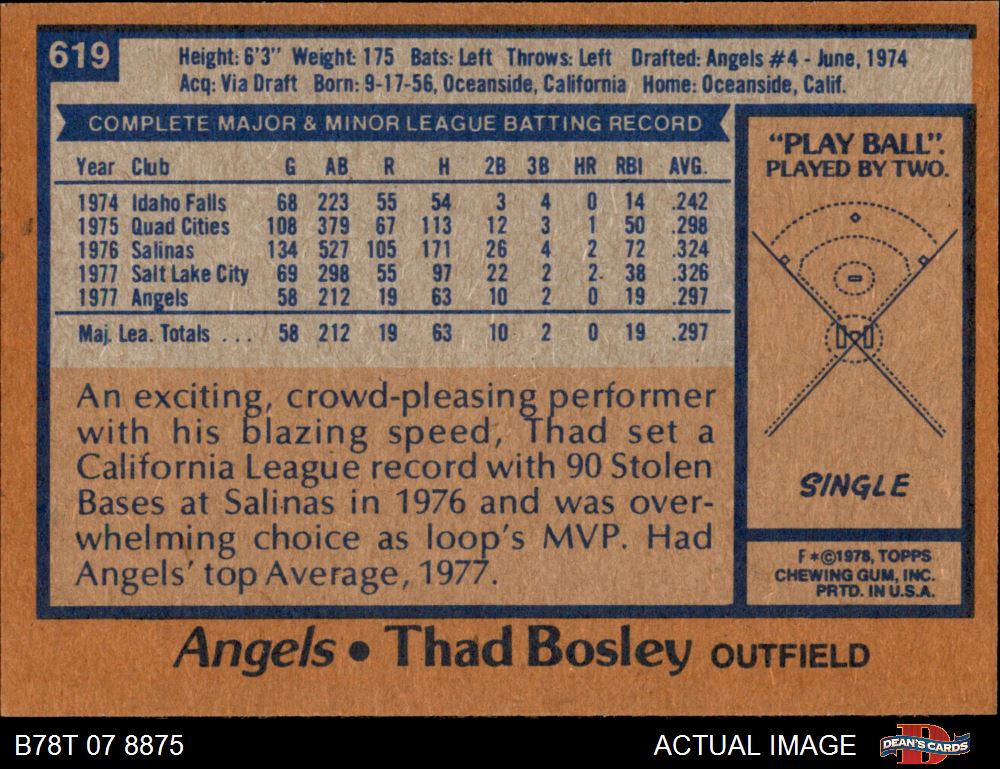 619
Height: 6'3" Weight: 175 Bats: Left Throws: Left Drafted: Angels #4 - June, 1974
Acq: Via Draft Born: 9-17-56, Oceanside, California Home: Oceanside, Calif.
COMPLETE MAJOR & MINOR LEAGUE BATTING RECORD
Year Club G AB R H 2B 3B HR RBI AVG.
1974 Idaho Falls 68 223 55 54 3 4 0 14 .242
1975 Quad Cities 108 379 67 113 12 3 1 50 .298
1976 Salinas 134 527 105 171 26 4 2 72 .324
1977 Salt Lake City 69 298 55 97 22 2 2 38 .326
1977 Angels 58 212 19 63 10 2 0 19 .297
Maj. Lea. Totals . . . 58 212 19 63 10 2 0 19 .297
An exciting, crowd-pleasing performer
with his blazing speed, Thad set a
California League record with 90 Stolen
Bases at Salinas in 1976 and was over-
whelming choice as loop's MVP. Had
Angels' top Average, 1977.
"PLAY BALL".
PLAYED BY TWO.
SINGLE
F*©1978, TOPPS
CHEWING GUM, INC.
PRTD. IN U.S.A.
Angels • Thad Bosley OUTFIELD
B78T 07 8875
ACTUAL IMAGE
DEAN'S CARDS